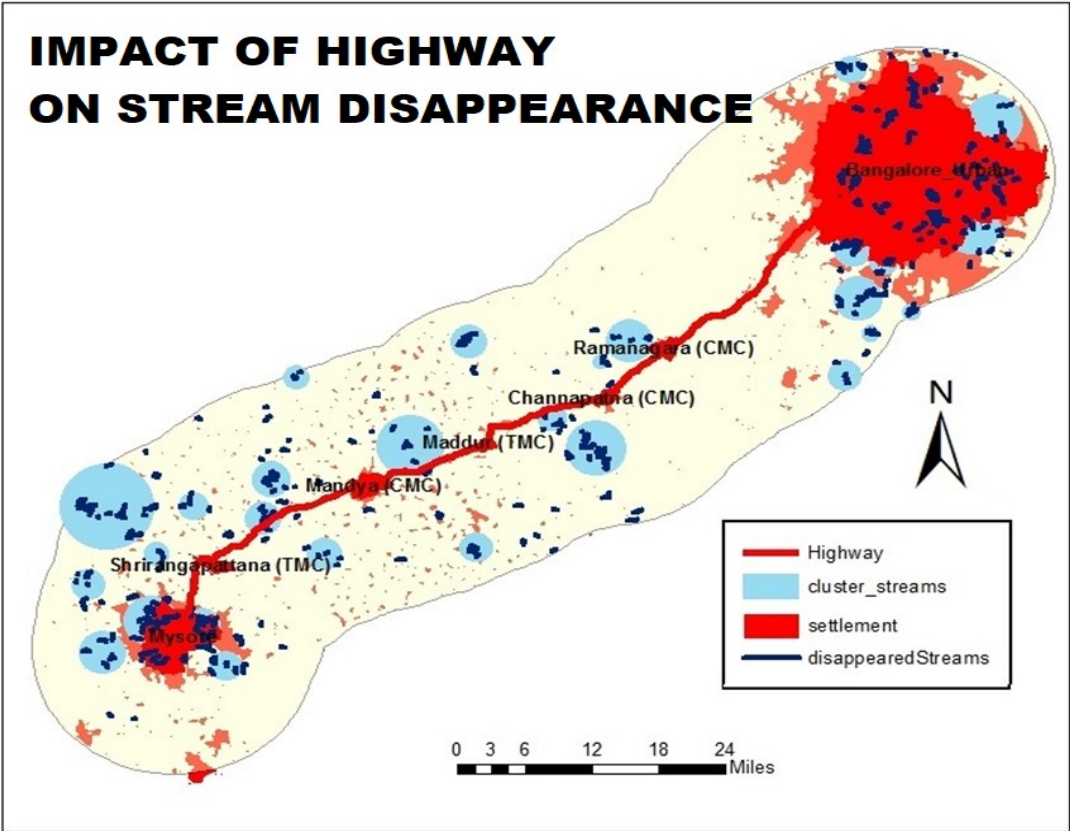 IMPACT OF HIGHWAY
ON STREAM DISAPPEARANCE
Bangalore_Urban
Ramanagara (CMC)
Channapatna (CMC)
Maddur (TMC)
Mandya (CMC)
Shrirangapattana (TMC)
Mysore
N
Highway
cluster_streams
settlement
disappearedStreams
0 3 6 12 18 24
Miles